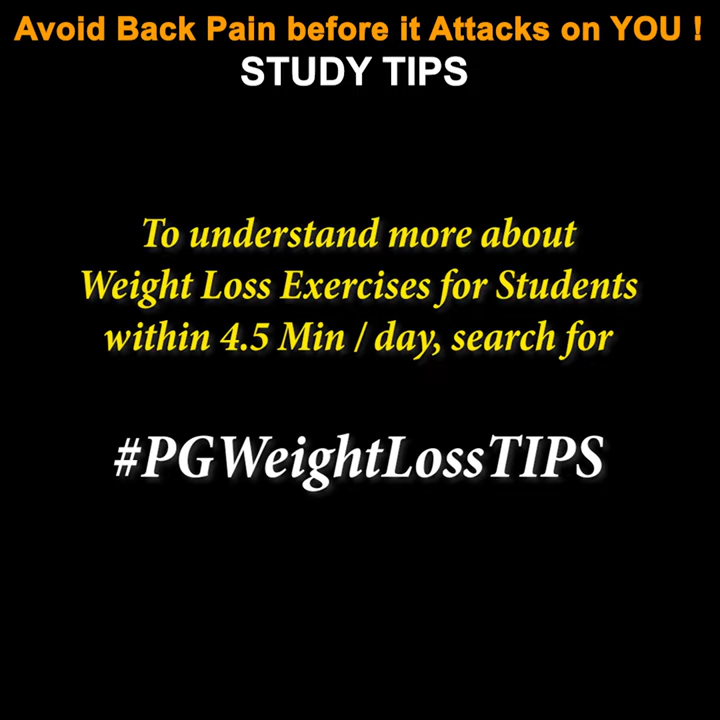 Avoid Back Pain before it Attacks on YOU !
STUDY TIPS
To understand more about
Weight Loss Exercises for Students
within 4.5 Min / day, search for
#PGWeightLossTIPS